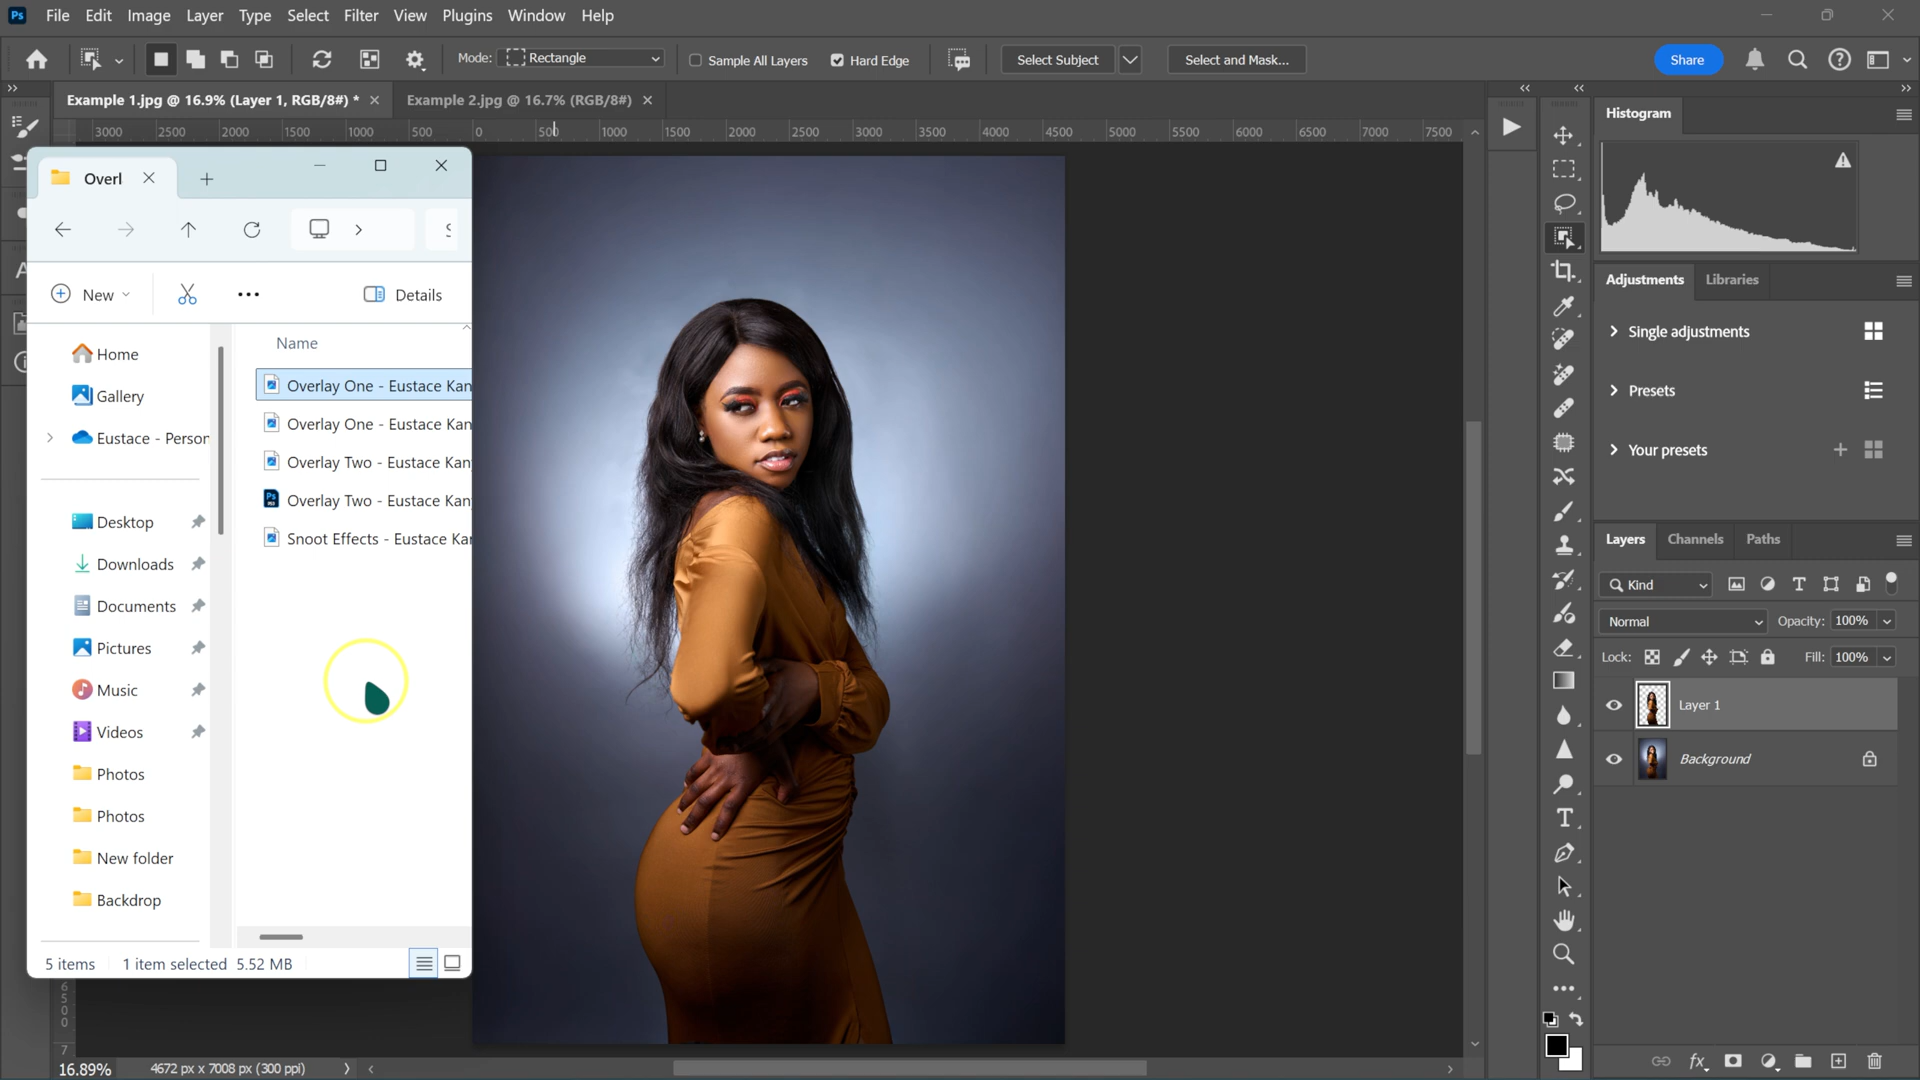 Ps File Edit Image Layer Type Select Filter View Plugins Window Help
Mode: Rectangle Sample All Layers Hard Edge Select Subject Select and Mask... Share
Example 1.jpg @ 16.9% (Layer 1, RGB/8#) * Example 2.jpg @ 16.7% (RGB/8#)
3000 2500 2000 1500 1000 500 0 500 1000 1500 2000 2500 3000 3500 4000 4500 5000 5500 6000 6500 7000 7500
Overl
New Details
Home
Gallery
Eustace - Person
Desktop
Downloads
Documents
Pictures
Music
Videos
Photos
Photos
New folder
Backdrop
Name
Overlay One - Eustace Kan
Overlay One - Eustace Kan
Overlay Two - Eustace Kan
Overlay Two - Eustace Kan
Snoot Effects - Eustace Kan
5 items 1 item selected 5.52 MB
6
5
0
0
7
16.89% 4672 px x 7008 px (300 ppi)
Histogram
Adjustments Libraries
Single adjustments
Presets
Your presets
Layers Channels Paths
Kind
Normal Opacity: 100%
Lock: Fill: 100%
Layer 1
Background